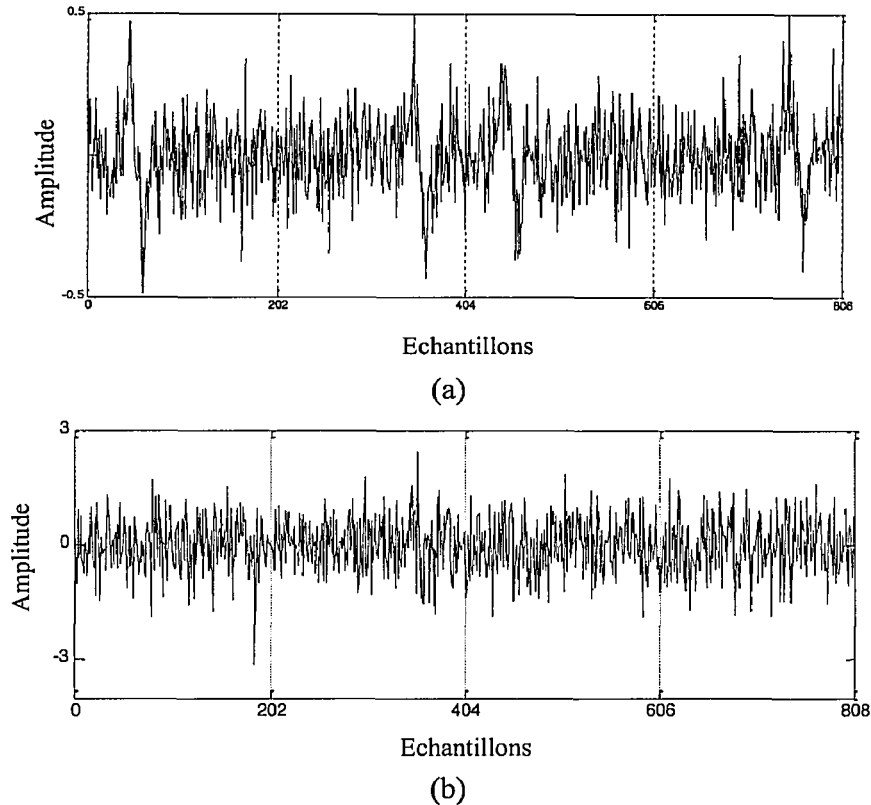 0.5
Amplitude
-0.5
0 202 404 606 808
Echantillons
(a)
3
Amplitude
0
-3
0 202 404 606 808
Echantillons
(b)